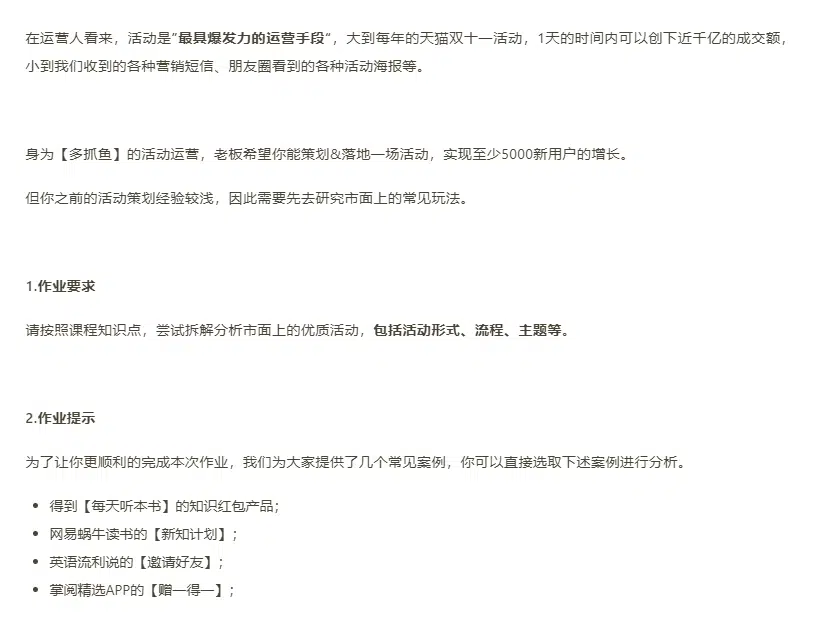 在运营人看来，活动是”最具爆发力的运营手段“，大到每年的天猫双十一活动，1天的时间内可以创下近千亿的成交额，
小到我们收到的各种营销短信、朋友圈看到的各种活动海报等。
身为【多抓鱼】的活动运营，老板希望你能策划&落地一场活动，实现至少5000新用户的增长。
但你之前的活动策划经验较浅，因此需要先去研究市面上的常见玩法。
1.作业要求
请按照课程知识点，尝试拆解分析市面上的优质活动，包括活动形式、流程、主题等。
2.作业提示
为了让你更顺利的完成本次作业，我们为大家提供了几个常见案例，你可以直接选取下述案例进行分析。
• 得到【每天听本书】的知识红包产品；
• 网易蜗牛读书的【新知计划】；
• 英语流利说的【邀请好友】；
• 掌阅精选APP的【赠一得一】；